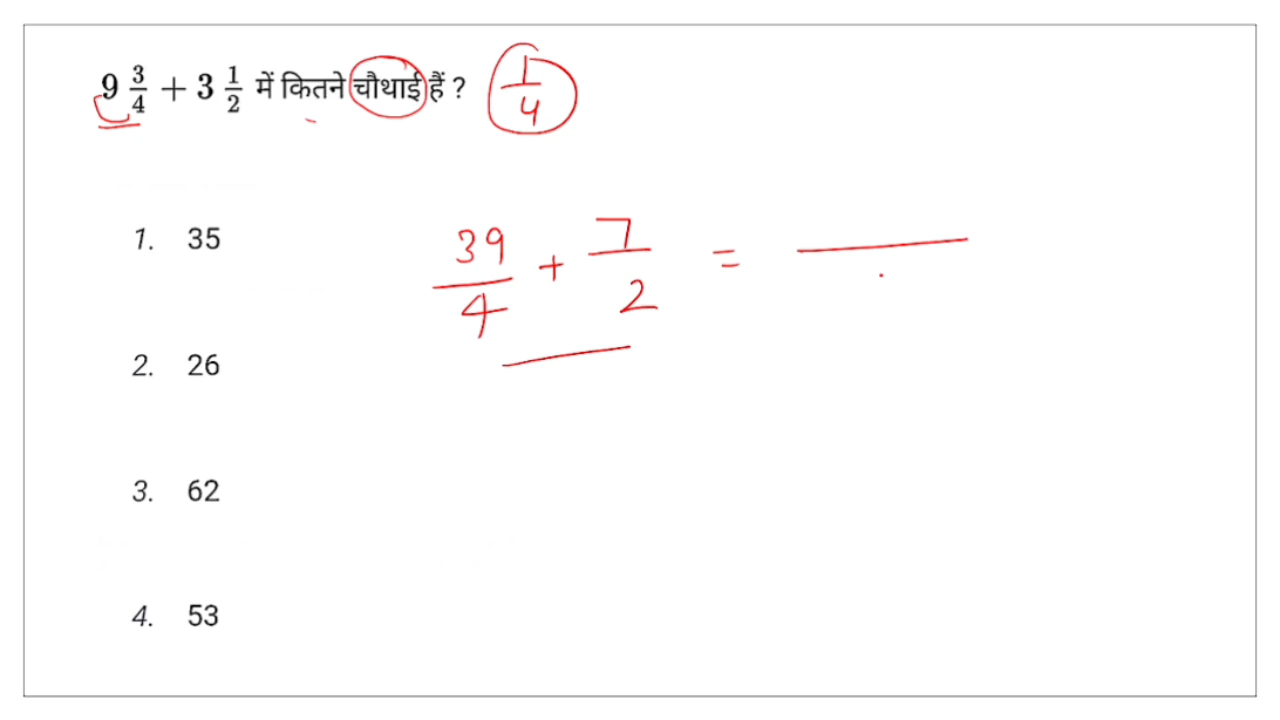 9 3/4 + 3 1/2 में कितने चौथाई हैं ? 1/4
1. 35
39/4 + 7/2 =
2. 26
3. 62
4. 53